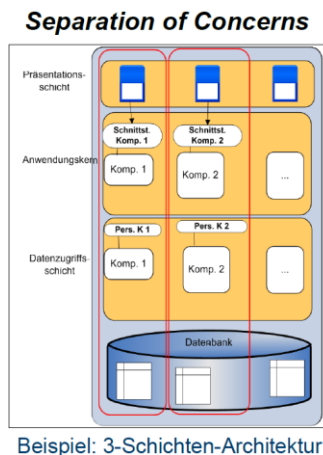 Separation of Concerns
Präsentations-
schicht
Schnittst.
Komp. 1
Schnittst.
Komp. 2
Anwendungskern
Komp. 1
Komp. 2
...
Pers. K 1
Pers. K 2
Datenzugriffs-
schicht
Komp. 1
Komp. 2
...
Datenbank
Beispiel: 3-Schichten-Architektur